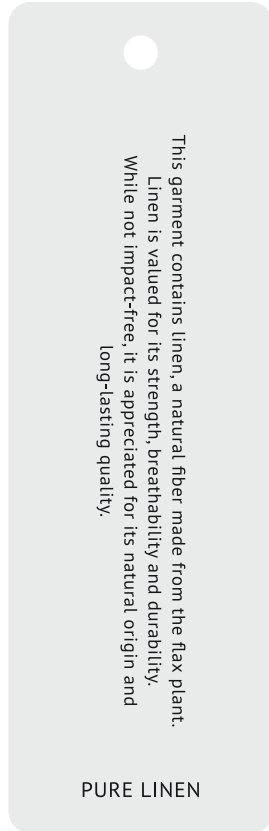 This garment contains linen, a natural fiber made from the flax plant.
Linen is valued for its strength, breathability and durability.
While not impact-free, it is appreciated for its natural origin and
long-lasting quality.
PURE LINEN